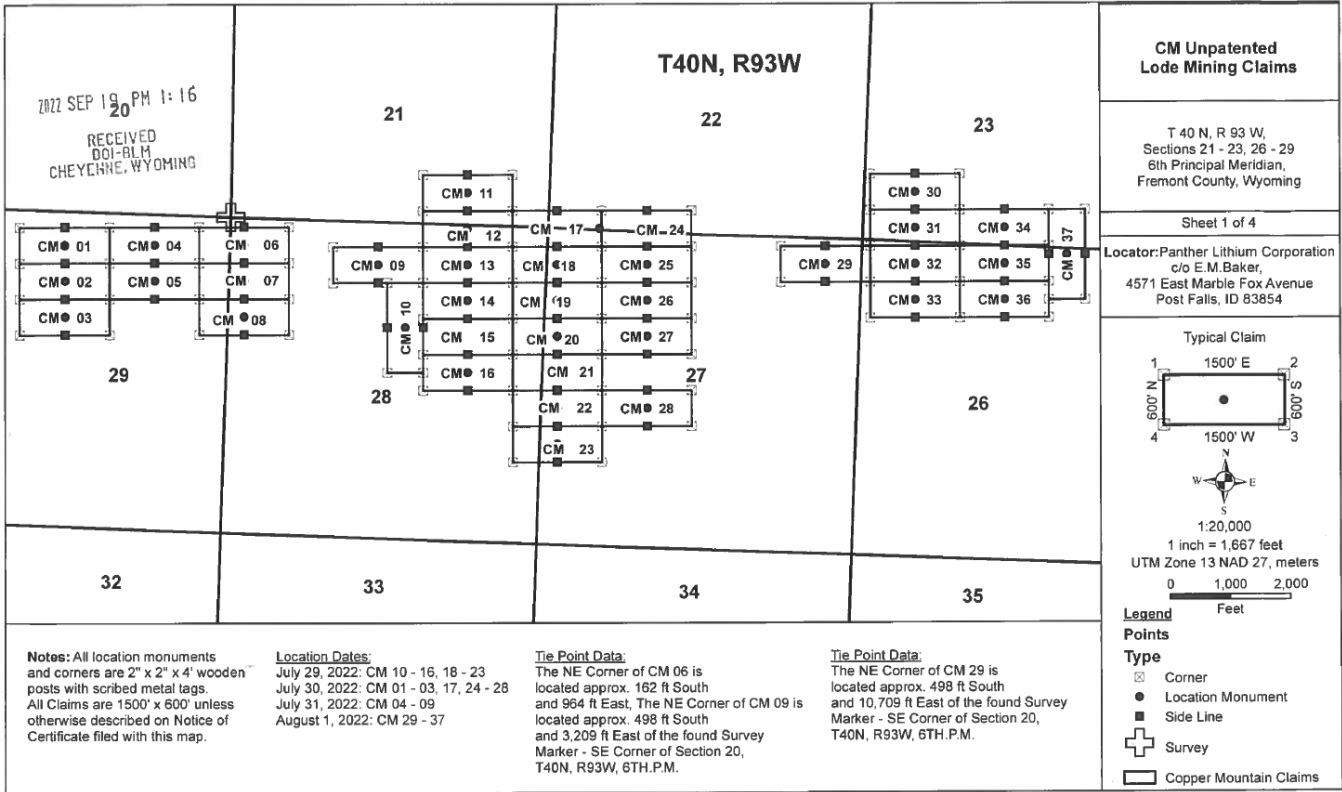 T40N, R93W
2022 SEP 19 PM 1:16
20
RECEIVED
DOI-BLM
CHEYENNE, WYOMING
21
22
23
CM 01
CM 02
CM 03
CM 04
CM 05
CM 06
CM 07
CM 08
CM 09
CM 10
CM 11
CM 12
CM 13
CM 14
CM 15
CM 16
CM 17
CM 18
CM 19
CM 20
CM 21
CM 22
CM 23
CM 24
CM 25
CM 26
CM 27
CM 28
CM 29
CM 30
CM 31
CM 32
CM 33
CM 34
CM 35
CM 36
CM 37
29
28
27
26
32
33
34
35
CM Unpatented
Lode Mining Claims
T 40 N, R 93 W,
Sections 21 - 23, 26 - 29
6th Principal Meridian,
Fremont County, Wyoming
Sheet 1 of 4
Locator:Panther Lithium Corporation
c/o E.M.Baker,
4571 East Marble Fox Avenue
Post Falls, ID 83854
Typical Claim
1 1500' E 2
600' N
600' S
4 1500' W 3
N
W E
S
1:20,000
1 inch = 1,667 feet
UTM Zone 13 NAD 27, meters
0 1,000 2,000
Feet
Legend
Points
Type
Corner
Location Monument
Side Line
Survey
Copper Mountain Claims
Notes: All location monuments
and corners are 2" x 2" x 4' wooden
posts with scribed metal tags.
All Claims are 1500' x 600' unless
otherwise described on Notice of
Certificate filed with this map.
Location Dates:
July 29, 2022: CM 10 - 16, 18 - 23
July 30, 2022: CM 01 - 03, 17, 24 - 28
July 31, 2022: CM 04 - 09
August 1, 2022: CM 29 - 37
Tie Point Data:
The NE Corner of CM 06 is
located approx. 162 ft South
and 964 ft East, The NE Corner of CM 09 is
located approx. 498 ft South
and 3,209 ft East of the found Survey
Marker - SE Corner of Section 20,
T40N, R93W, 6TH.P.M.
Tie Point Data:
The NE Corner of CM 29 is
located approx. 498 ft South
and 10,709 ft East of the found Survey
Marker - SE Corner of Section 20,
T40N, R93W, 6TH.P.M.